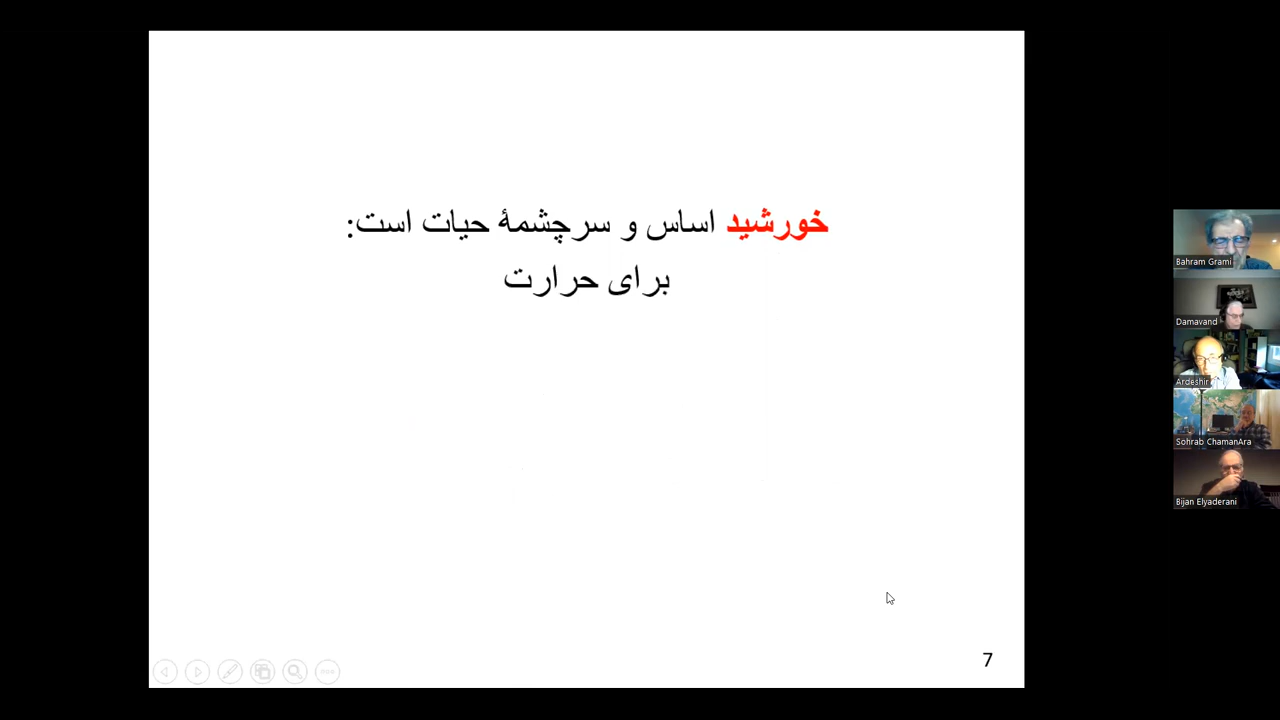 خورشید اساس و سرچشمهٔ حیات است:
برای حرارت
7
Bahram Grami
Damavand
Ardeshir
Sohrab ChamanAra
Bijan Elyaderani